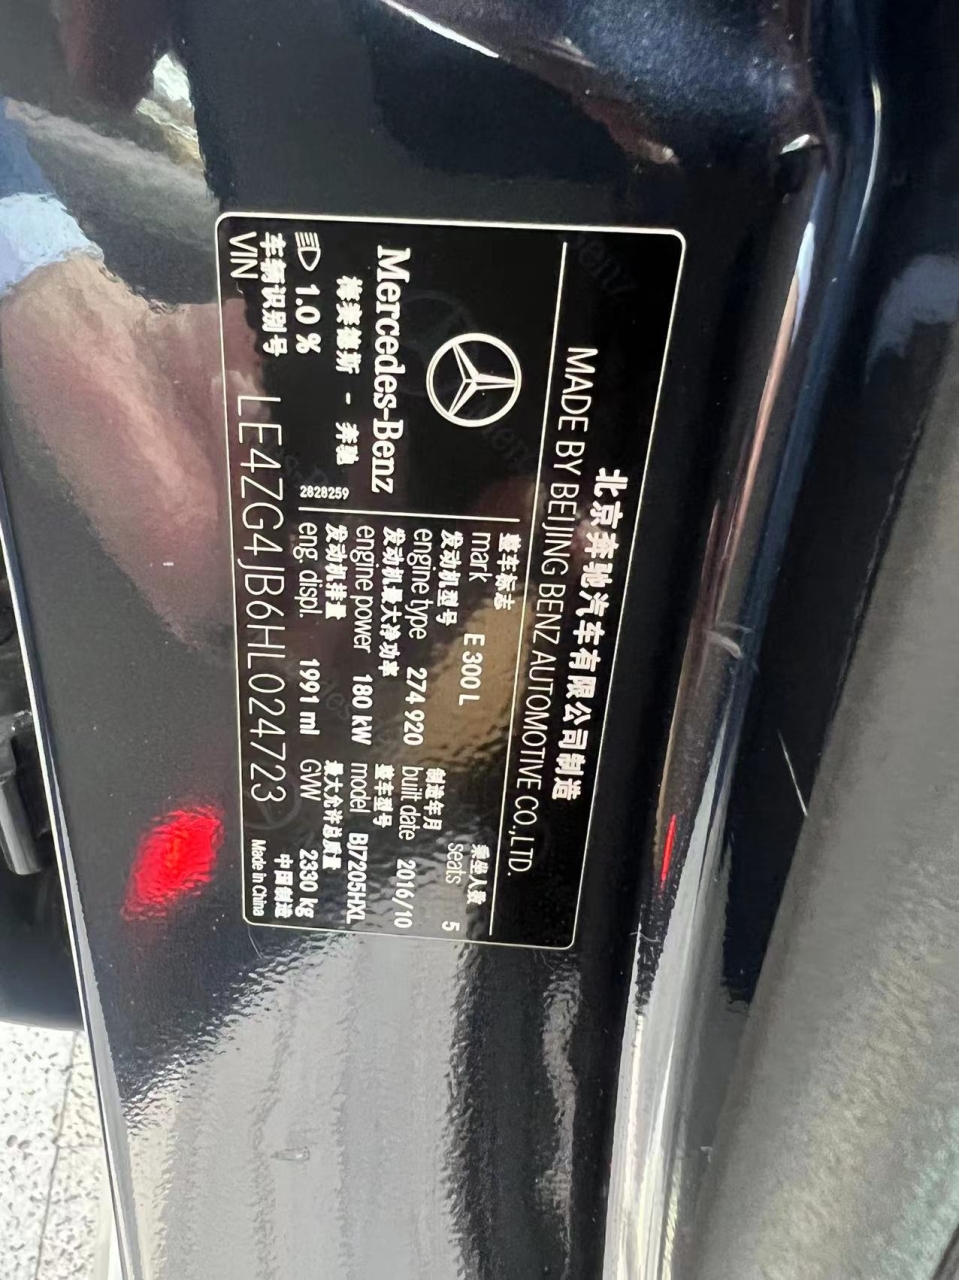 北京奔驰汽车有限公司制造
MADE BY BEIJING BENZ AUTOMOTIVE CO.,LTD.
Mercedes-Benz
梅赛德斯 - 奔驰
1.0 %
2828259
整车标志
mark E 300 L
乘坐人数
seats 5
发动机型号
engine type 274 920
制造年月
built date 2016/10
发动机最大净功率
engine power 180 kW
整车型号
model BJ7205HXL
发动机排量
eng. displ. 1991 ml
最大允许总质量
GVW 2330 kg
车辆识别号
VIN LE4ZG4JB6HL024723
中国制造
Made in China